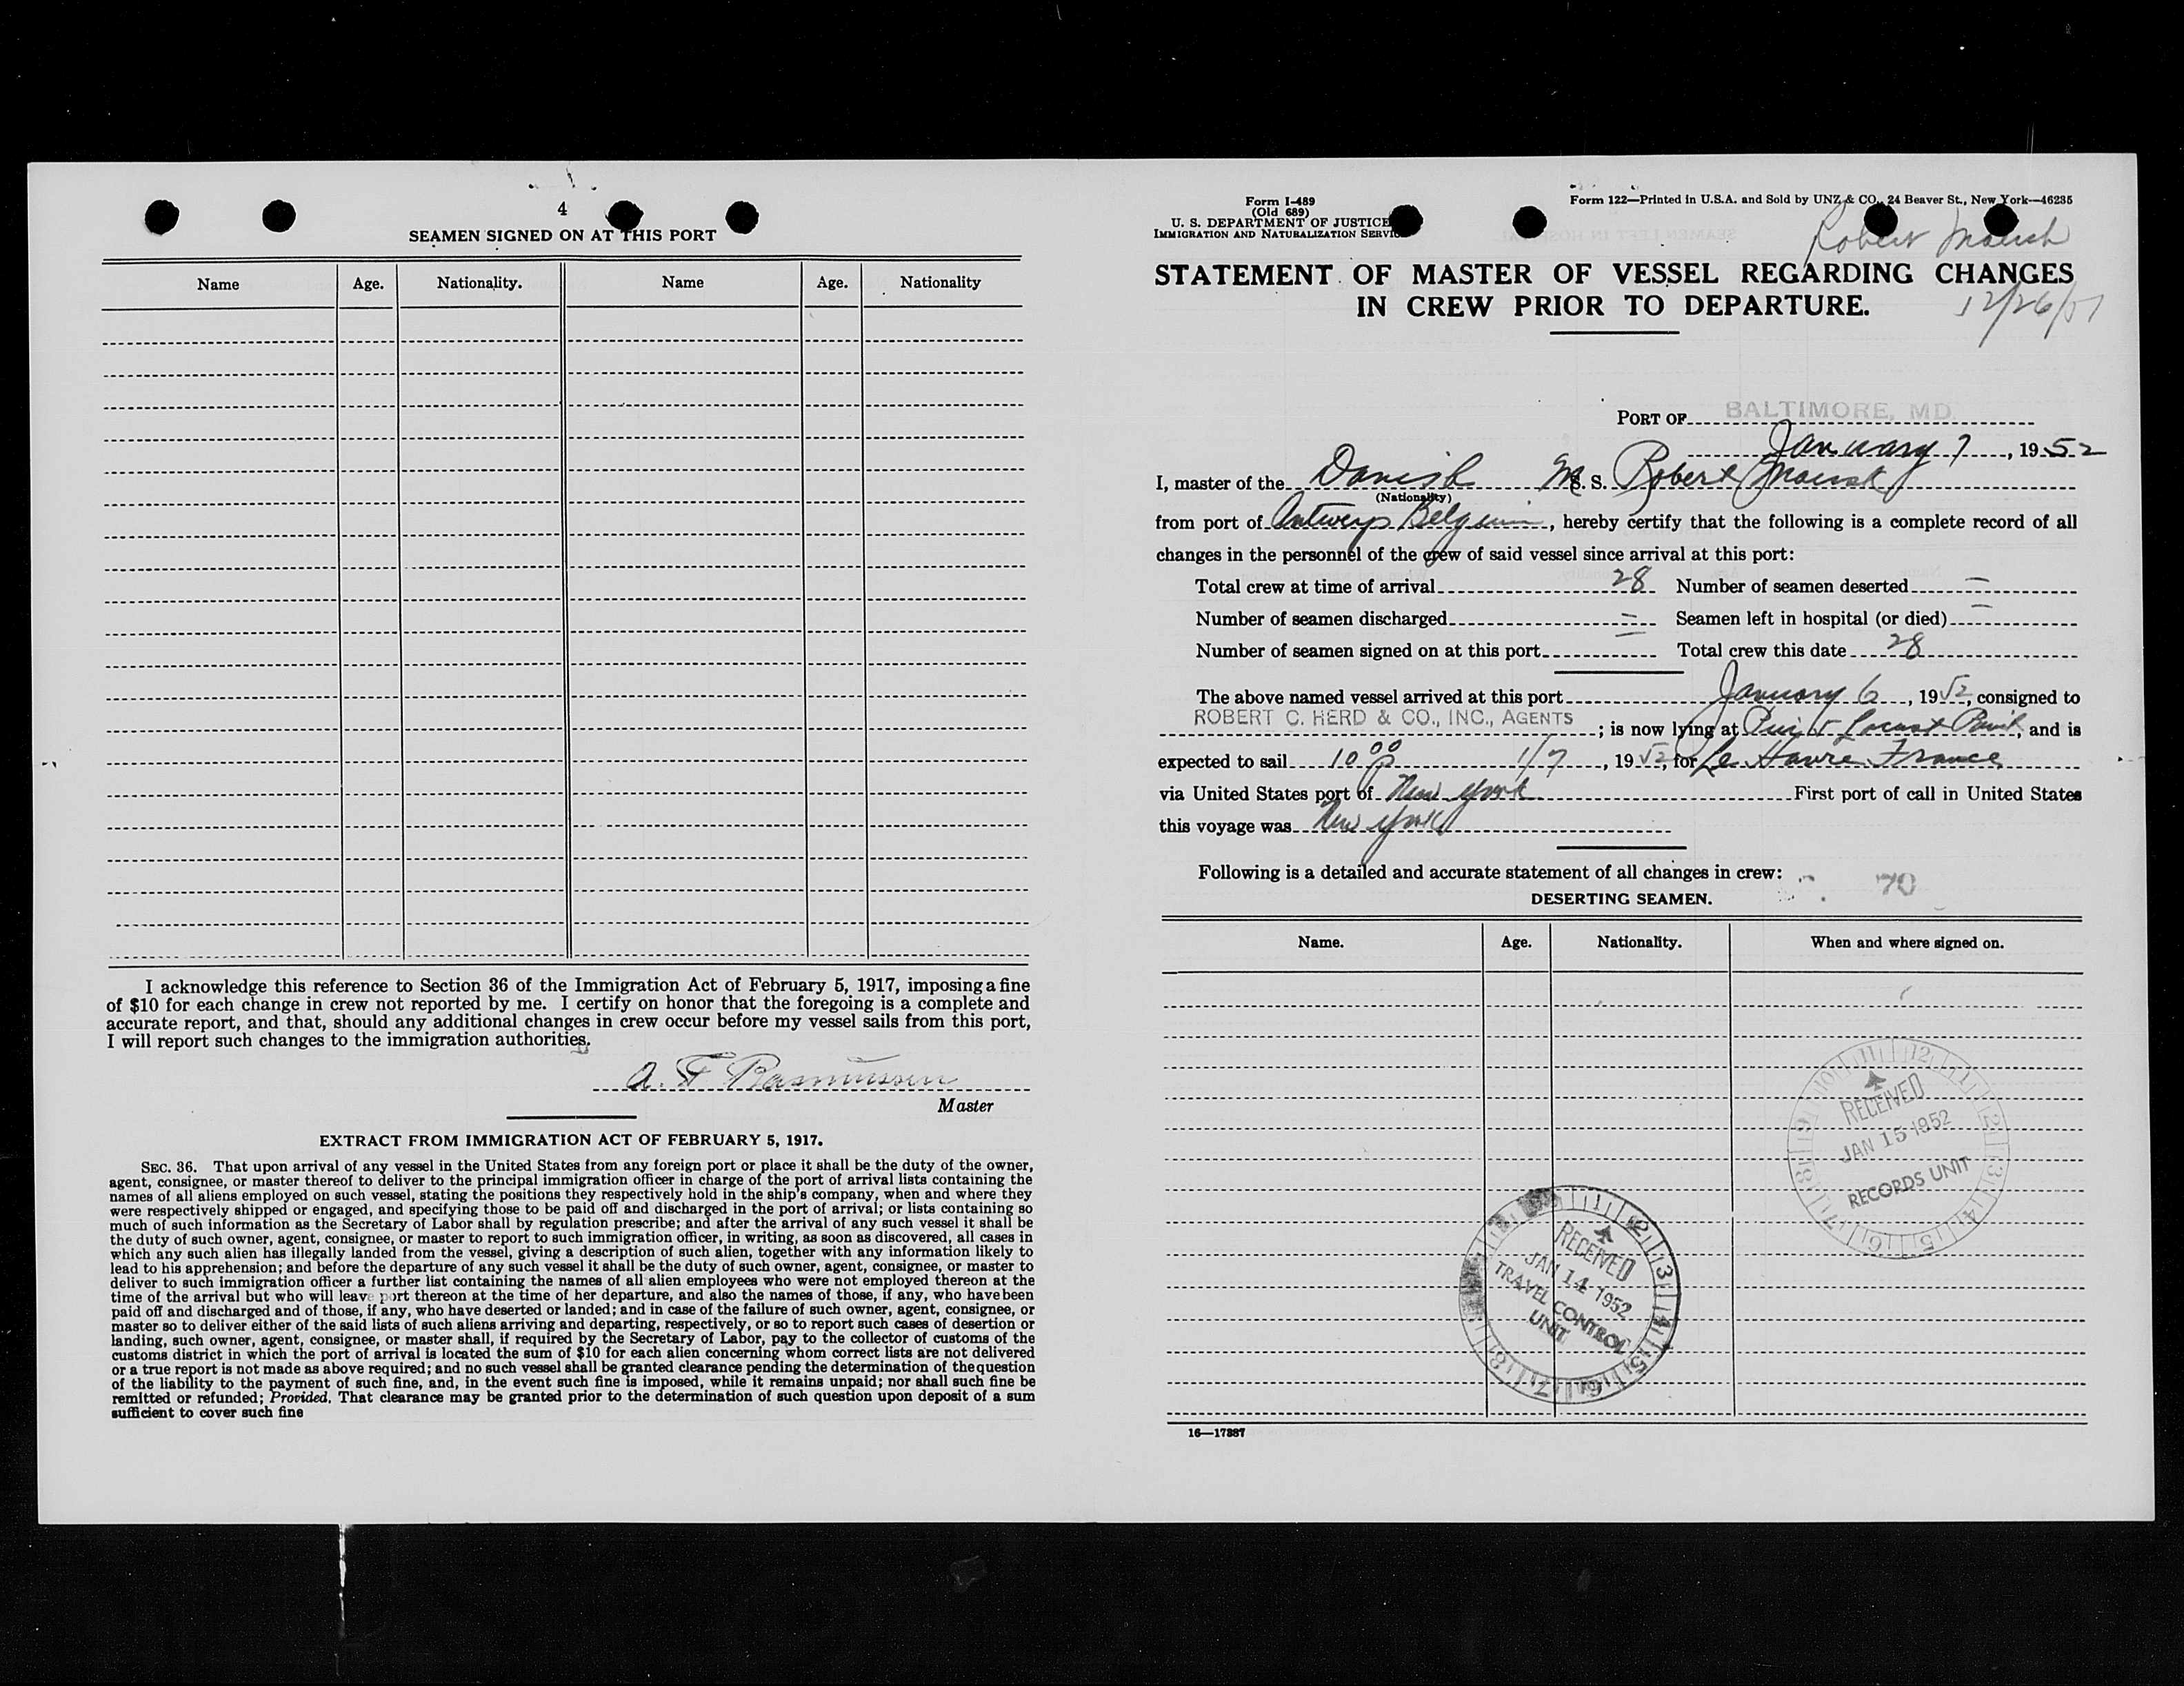 4
SEAMEN SIGNED ON AT THIS PORT
Name Age. Nationality. Name Age. Nationality
I acknowledge this reference to Section 36 of the Immigration Act of February 5, 1917, imposing a fine
of $10 for each change in crew not reported by me. I certify on honor that the foregoing is a complete and
accurate report, and that, should any additional changes in crew occur before my vessel sails from this port,
I will report such changes to the immigration authorities.
A. F Rasmussen
Master
EXTRACT FROM IMMIGRATION ACT OF FEBRUARY 5, 1917.
SEC. 36. That upon arrival of any vessel in the United States from any foreign port or place it shall be the duty of the owner,
agent, consignee, or master thereof to deliver to the principal immigration officer in charge of the port of arrival lists containing the
names of all aliens employed on such vessel, stating the positions they respectively hold in the ship's company, when and where they
were respectively shipped or engaged, and specifying those to be paid off and discharged in the port of arrival; or lists containing so
much of such information as the Secretary of Labor shall by regulation prescribe; and after the arrival of any such vessel it shall be
the duty of such owner, agent, consignee, or master to report to such immigration officer, in writing, as soon as discovered, all cases in
which any such alien has illegally landed from the vessel, giving a description of such alien, together with any information likely to
lead to his apprehension; and before the departure of any such vessel it shall be the duty of such owner, agent, consignee, or master to
deliver to such immigration officer a further list containing the names of all alien employees who were not employed thereon at the
time of the arrival but who will leave port thereon at the time of her departure, and also the names of those, if any, who have been
paid off and discharged and of those, if any, who have deserted or landed; and in case of the failure of such owner, agent, consignee, or
master so to deliver either of the said lists of such aliens arriving and departing, respectively, or so to report such cases of desertion or
landing, such owner, agent, consignee, or master shall, if required by the Secretary of Labor, pay to the collector of customs of the
customs district in which the port of arrival is located the sum of $10 for each alien concerning whom correct lists are not delivered
or a true report is not made as above required; and no such vessel shall be granted clearance pending the determination of the question
of the liability to the payment of such fine, and, in the event such fine is imposed, while it remains unpaid; nor shall such fine be
remitted or refunded; Provided, That clearance may be granted prior to the determination of such question upon deposit of a sum
sufficient to cover such fine
Form I-489
(Old 689)
U. S. DEPARTMENT OF JUSTICE
IMMIGRATION AND NATURALIZATION SERVICE
Form 122—Printed in U.S.A. and Sold by UNZ & CO., 24 Beaver St., New York—46235
Robert Maersk
STATEMENT OF MASTER OF VESSEL REGARDING CHANGES
IN CREW PRIOR TO DEPARTURE.
12/26/51
PORT OF BALTIMORE, MD.
January 7, 1952
I, master of the Danish M. S. Robert Maersk
(Nationality)
from port of Antwerp Belgium, hereby certify that the following is a complete record of all
changes in the personnel of the crew of said vessel since arrival at this port:
Total crew at time of arrival 28 Number of seamen deserted —
Number of seamen discharged — Seamen left in hospital (or died) —
Number of seamen signed on at this port — Total crew this date 28
The above named vessel arrived at this port January 6, 1952, consigned to
ROBERT C. HERD & CO., INC., AGENTS; is now lying at Pier 5 Locust Point, and is
expected to sail 10 00 P 1/7, 1952, for Le Havre France
via United States port of New York First port of call in United States
this voyage was New York
Following is a detailed and accurate statement of all changes in crew:
70
DESERTING SEAMEN.
Name. Age. Nationality. When and where signed on.
RECEIVED
JAN 15 1952
RECORDS UNIT
RECEIVED
JAN 14 1952
TRAVEL CONTROL
UNIT
16—17387